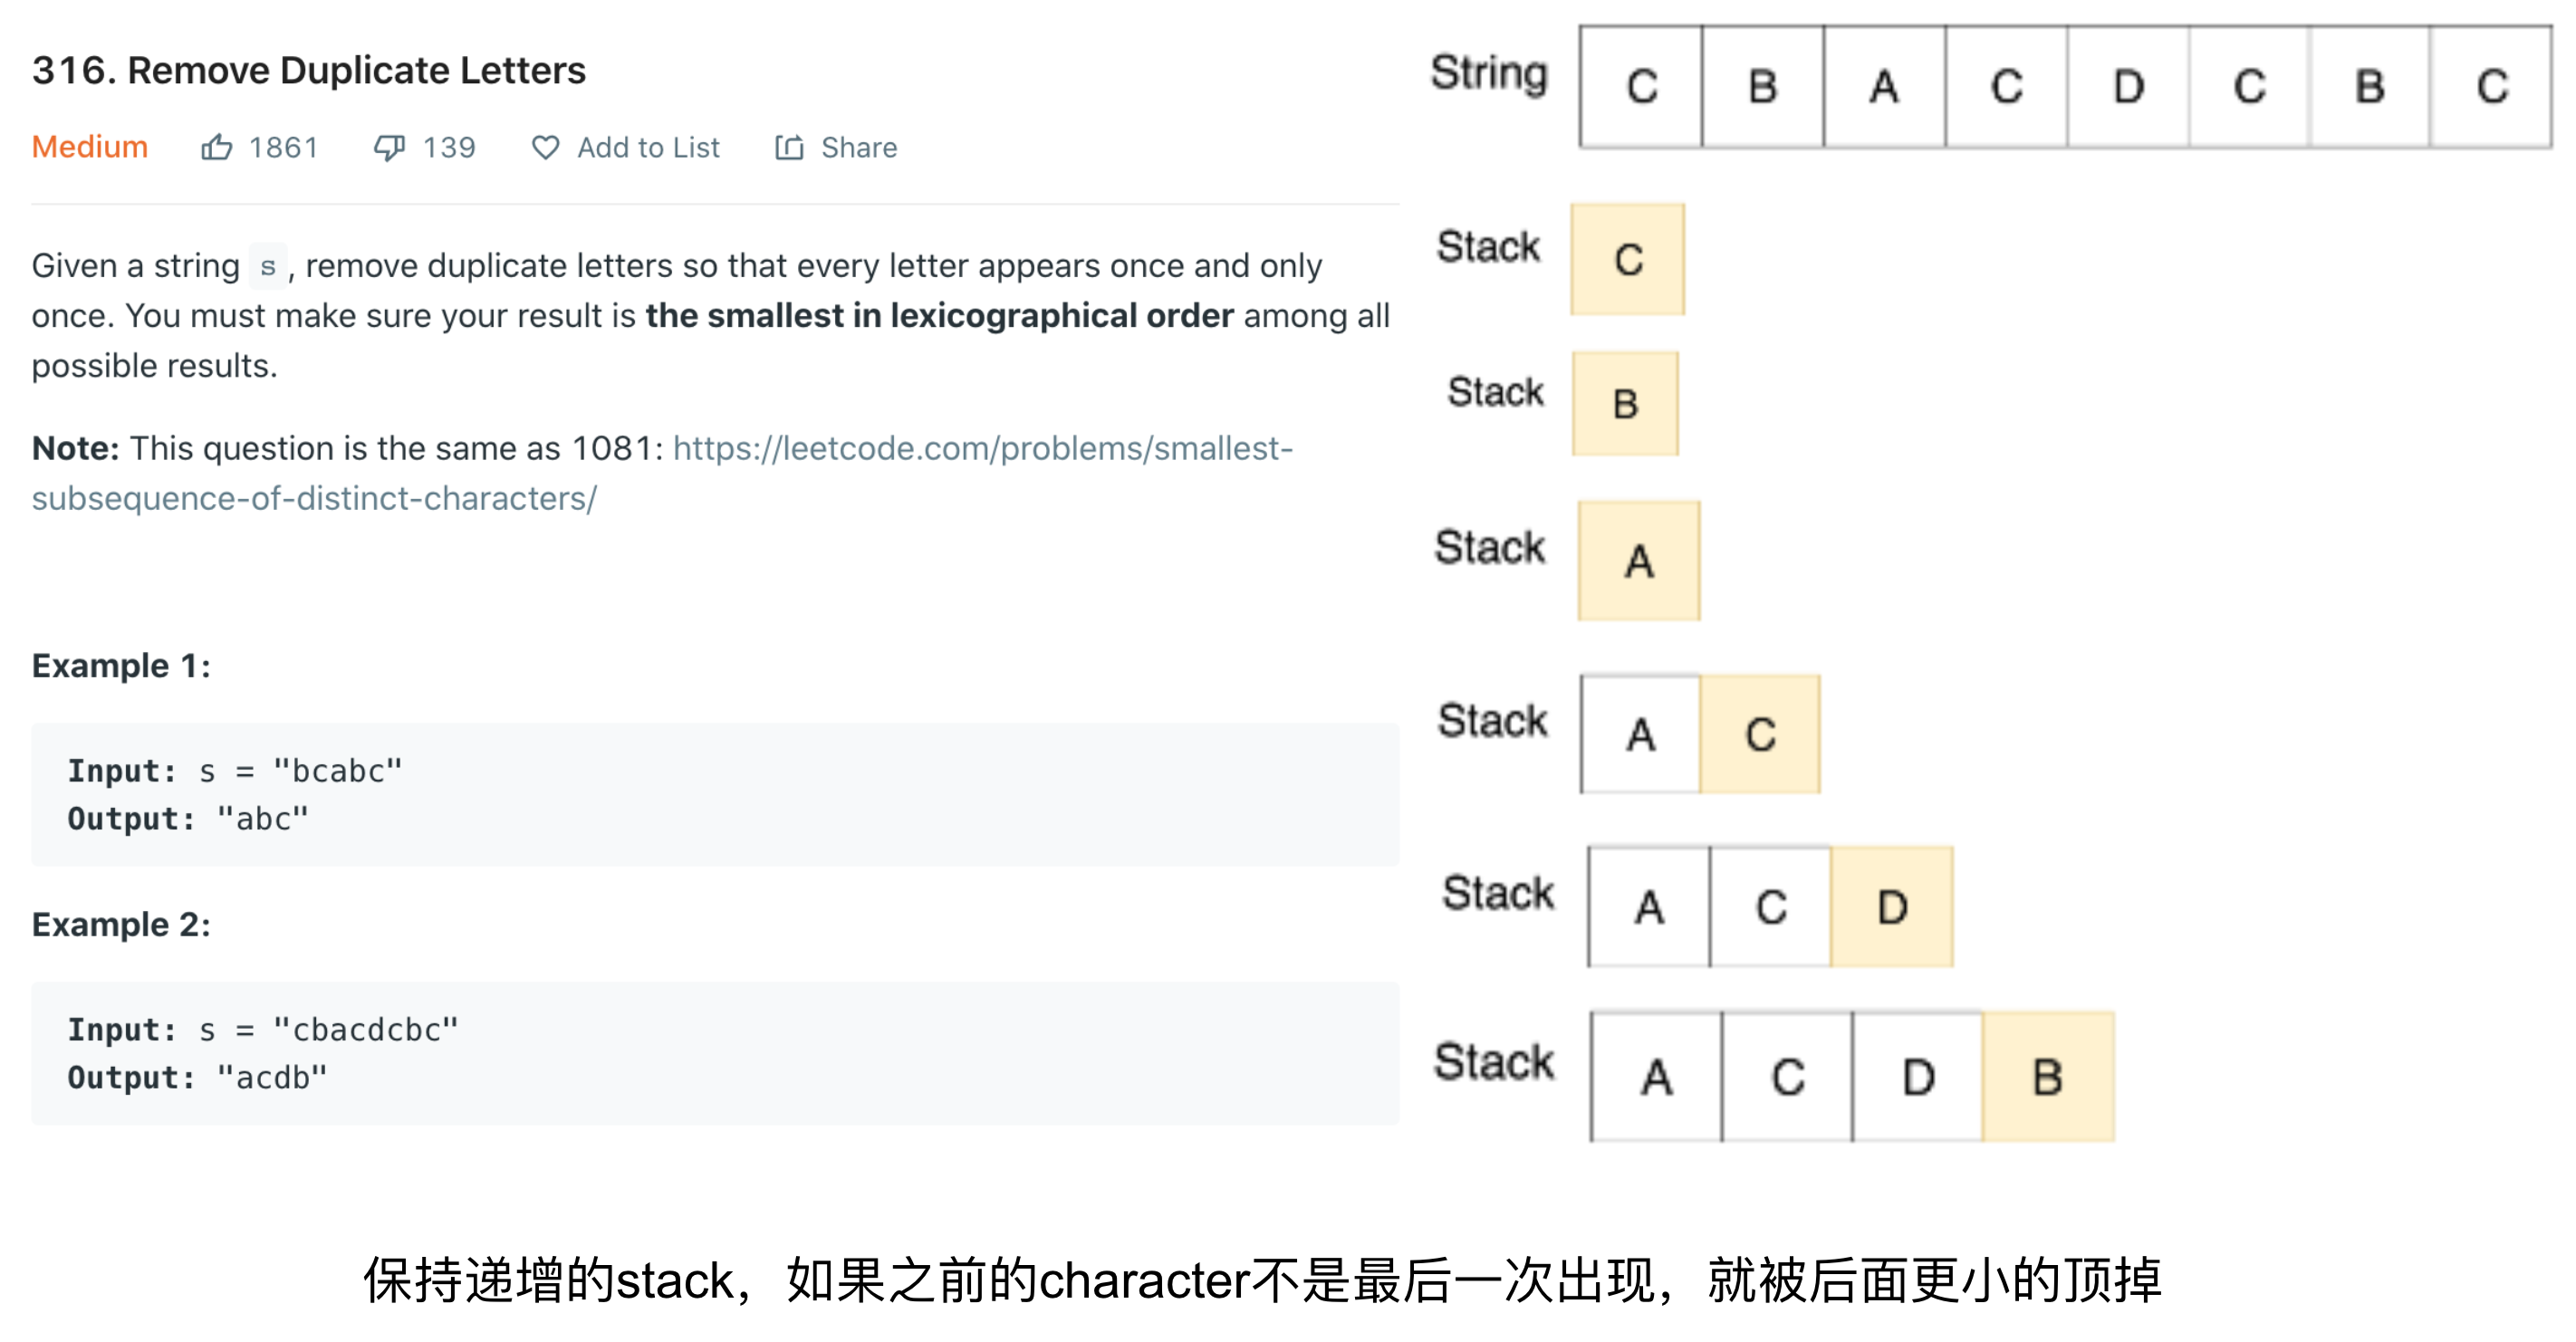 316. Remove Duplicate Letters
Medium 1861 139 Add to List Share
Given a string s, remove duplicate letters so that every letter appears once and only
once. You must make sure your result is the smallest in lexicographical order among all
possible results.
Note: This question is the same as 1081: https://leetcode.com/problems/smallest-
subsequence-of-distinct-characters/
Example 1:
Input: s = "bcabc"
Output: "abc"
Example 2:
Input: s = "cbacdcbc"
Output: "acdb"
String C B A C D C B C
Stack C
Stack B
Stack A
Stack A C
Stack A C D
Stack A C D B
保持递增的stack，如果之前的character不是最后一次出现，就被后面更小的顶掉